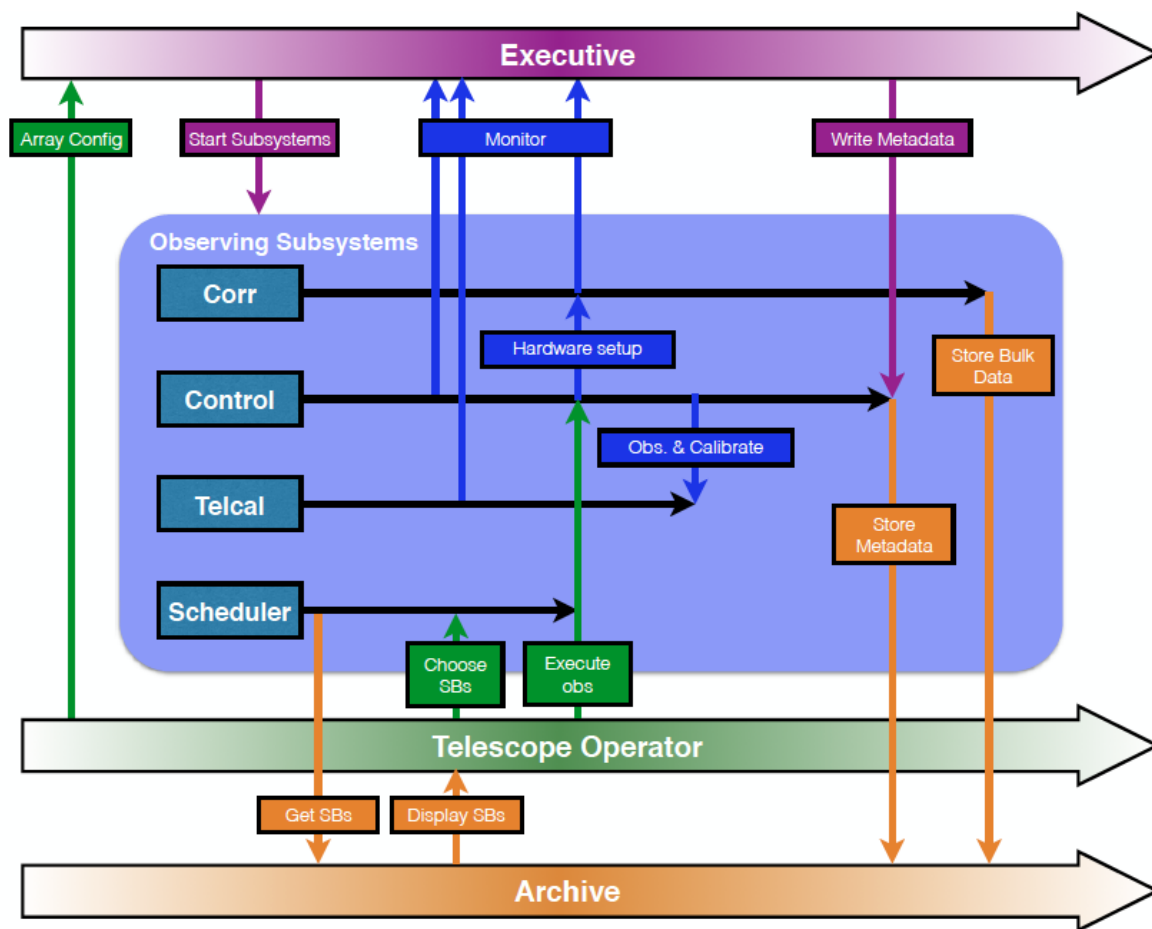 Executive
Array Config
Start Subsystems
Monitor
Write Metadata
Observing Subsystems
Corr
Hardware setup
Store Bulk
Data
Control
Obs. & Calibrate
Telcal
Store
Metadata
Scheduler
Choose
SBs
Execute
obs
Telescope Operator
Get SBs
Display SBs
Archive